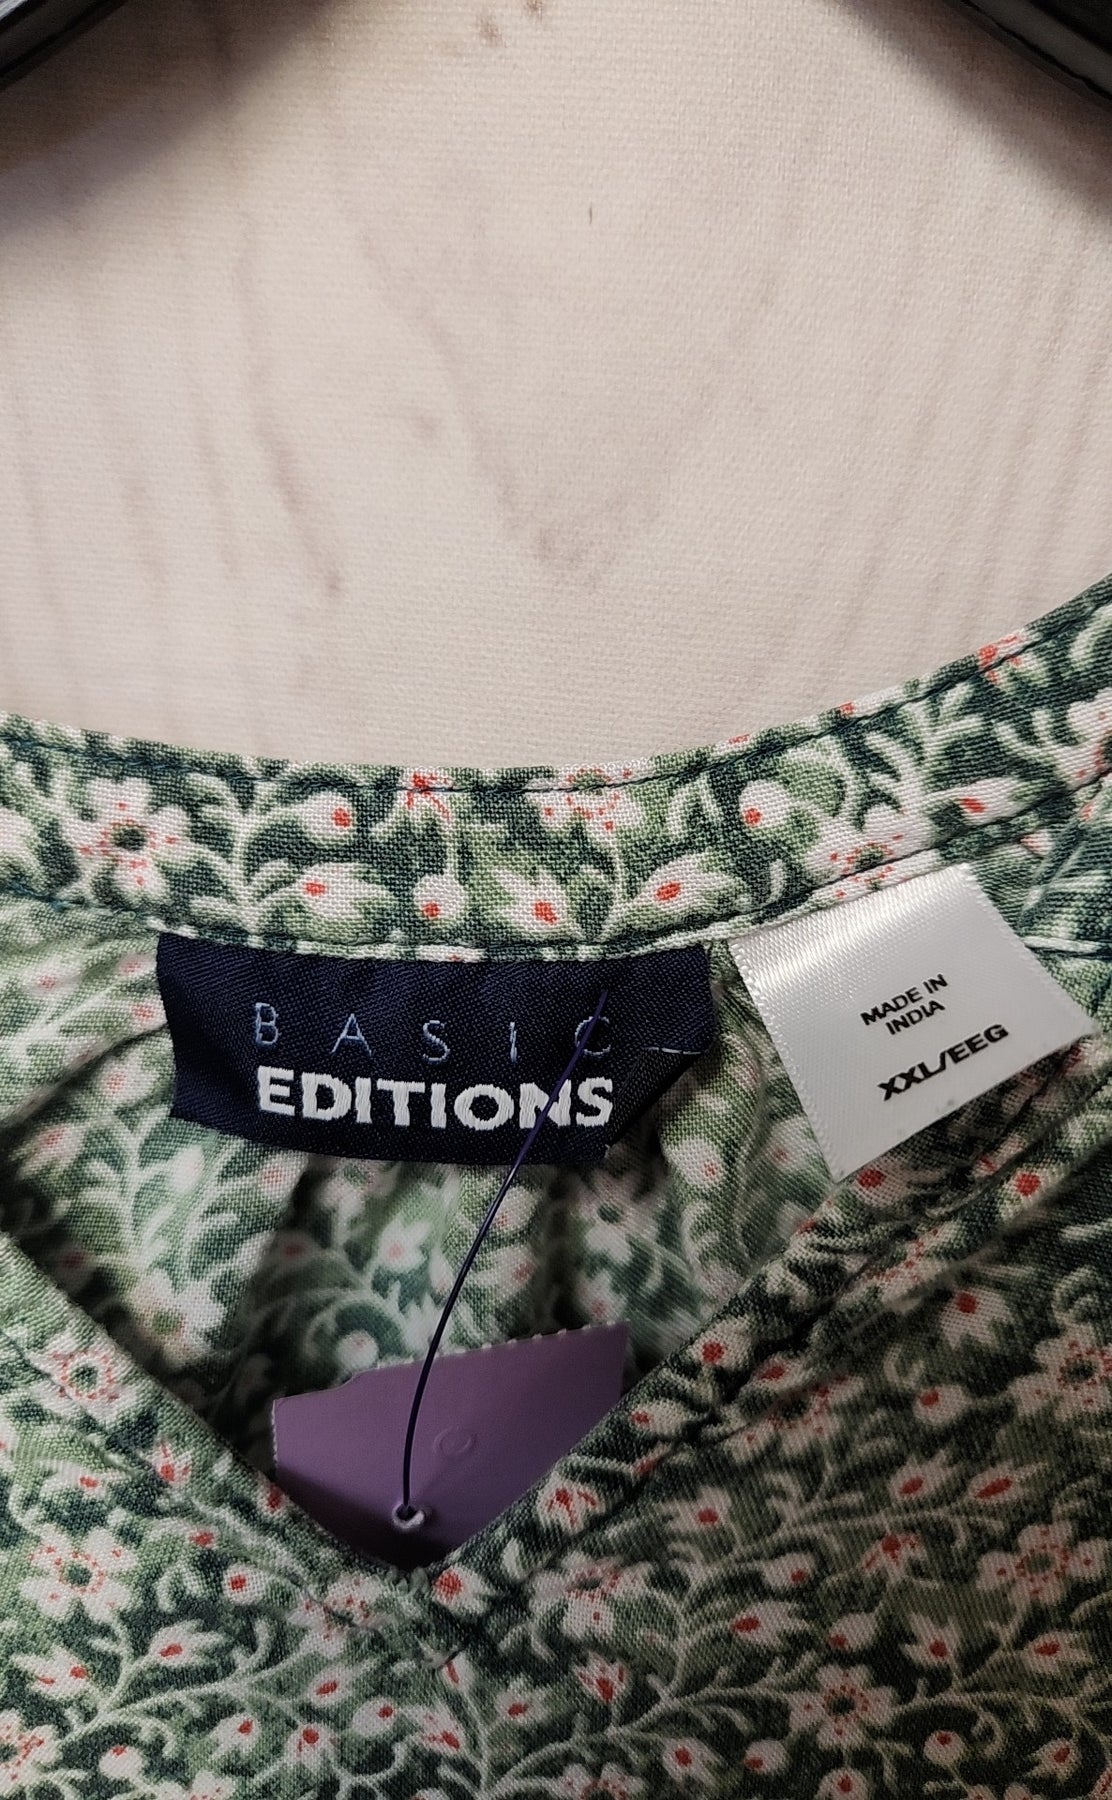 BASIC
EDITIONS
MADE IN
INDIA
XXL/EEG